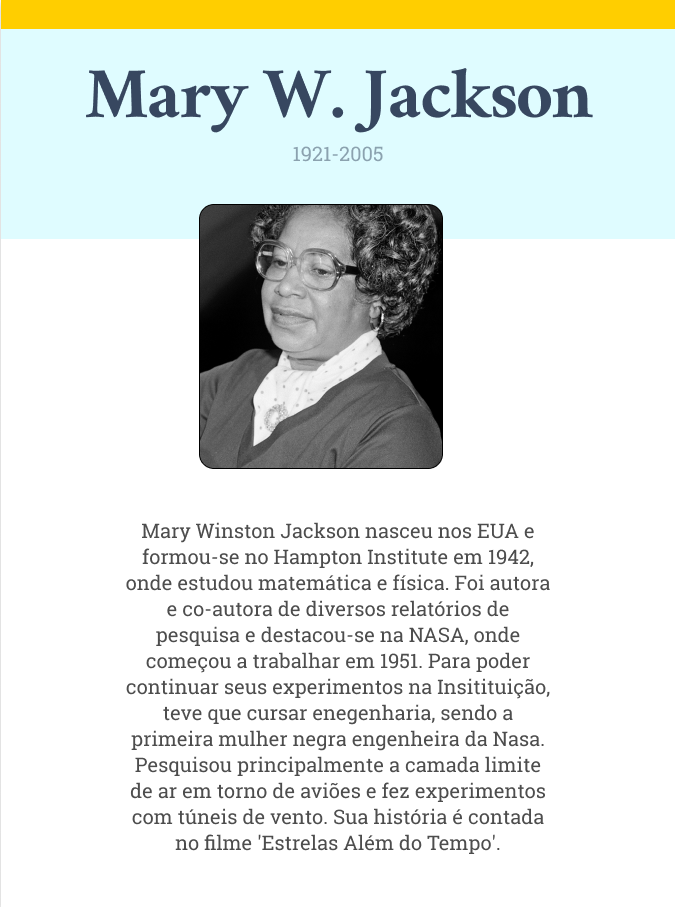 Mary W. Jackson
1921-2005
Mary Winston Jackson nasceu nos EUA e
formou-se no Hampton Institute em 1942,
onde estudou matemática e física. Foi autora
e co-autora de diversos relatórios de
pesquisa e destacou-se na NASA, onde
começou a trabalhar em 1951. Para poder
continuar seus experimentos na Insitituição,
teve que cursar enegenharia, sendo a
primeira mulher negra engenheira da Nasa.
Pesquisou principalmente a camada limite
de ar em torno de aviões e fez experimentos
com túneis de vento. Sua história é contada
no filme 'Estrelas Além do Tempo'.